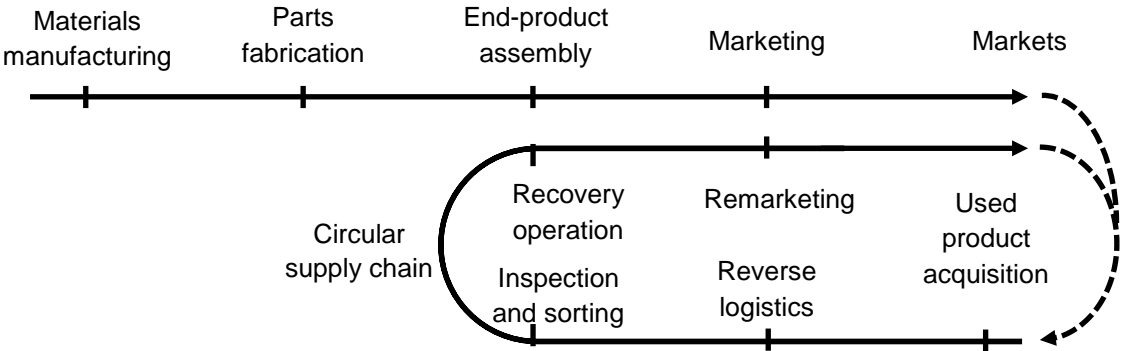 Materials
manufacturing
Parts
fabrication
End-product
assembly
Marketing
Markets
Recovery
operation
Remarketing
Used
product
acquisition
Circular
supply chain
Inspection
and sorting
Reverse
logistics